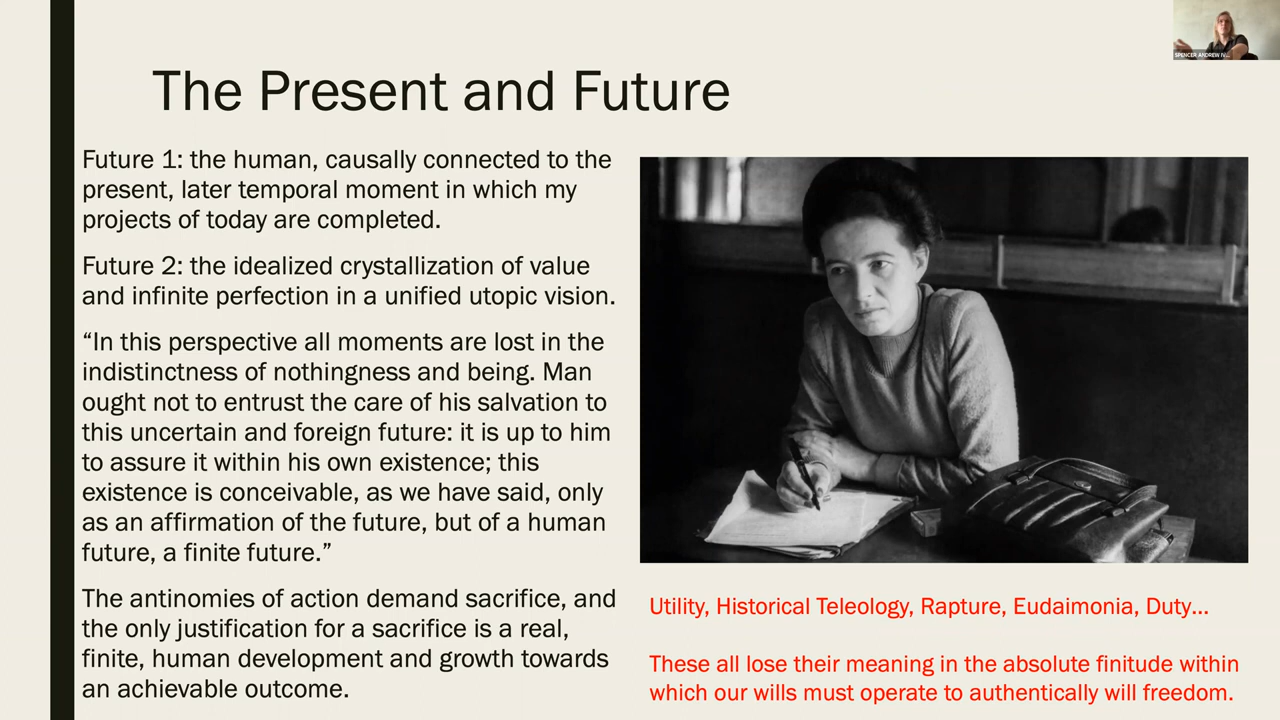 SPENCER ANDREW IV...
The Present and Future
Future 1: the human, causally connected to the
present, later temporal moment in which my
projects of today are completed.
Future 2: the idealized crystallization of value
and infinite perfection in a unified utopic vision.
“In this perspective all moments are lost in the
indistinctness of nothingness and being. Man
ought not to entrust the care of his salvation to
this uncertain and foreign future: it is up to him
to assure it within his own existence; this
existence is conceivable, as we have said, only
as an affirmation of the future, but of a human
future, a finite future.”
The antinomies of action demand sacrifice, and
the only justification for a sacrifice is a real,
finite, human development and growth towards
an achievable outcome.
Utility, Historical Teleology, Rapture, Eudaimonia, Duty...
These all lose their meaning in the absolute finitude within
which our wills must operate to authentically will freedom.